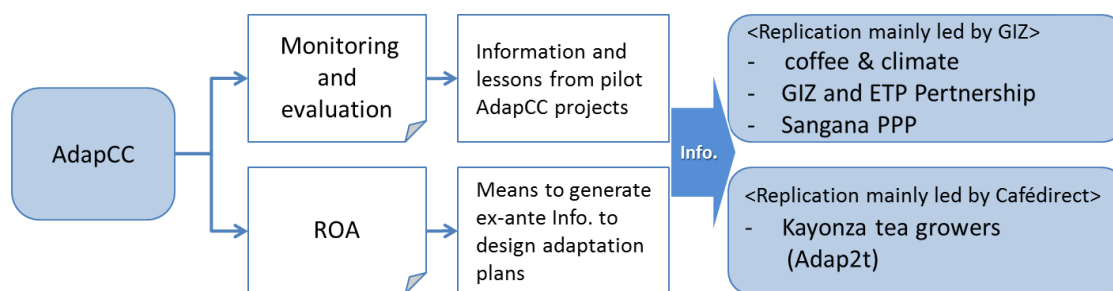 AdapCC
Monitoring
and
evaluation
Information and
lessons from pilot
AdapCC projects
ROA
Means to generate
ex-ante Info. to
design adaptation
plans
Info.
<Replication mainly led by GIZ>
- coffee & climate
- GIZ and ETP Pertnership
- Sangana PPP
<Replication mainly led by Cafédirect>
- Kayonza tea growers
(Adap2t)